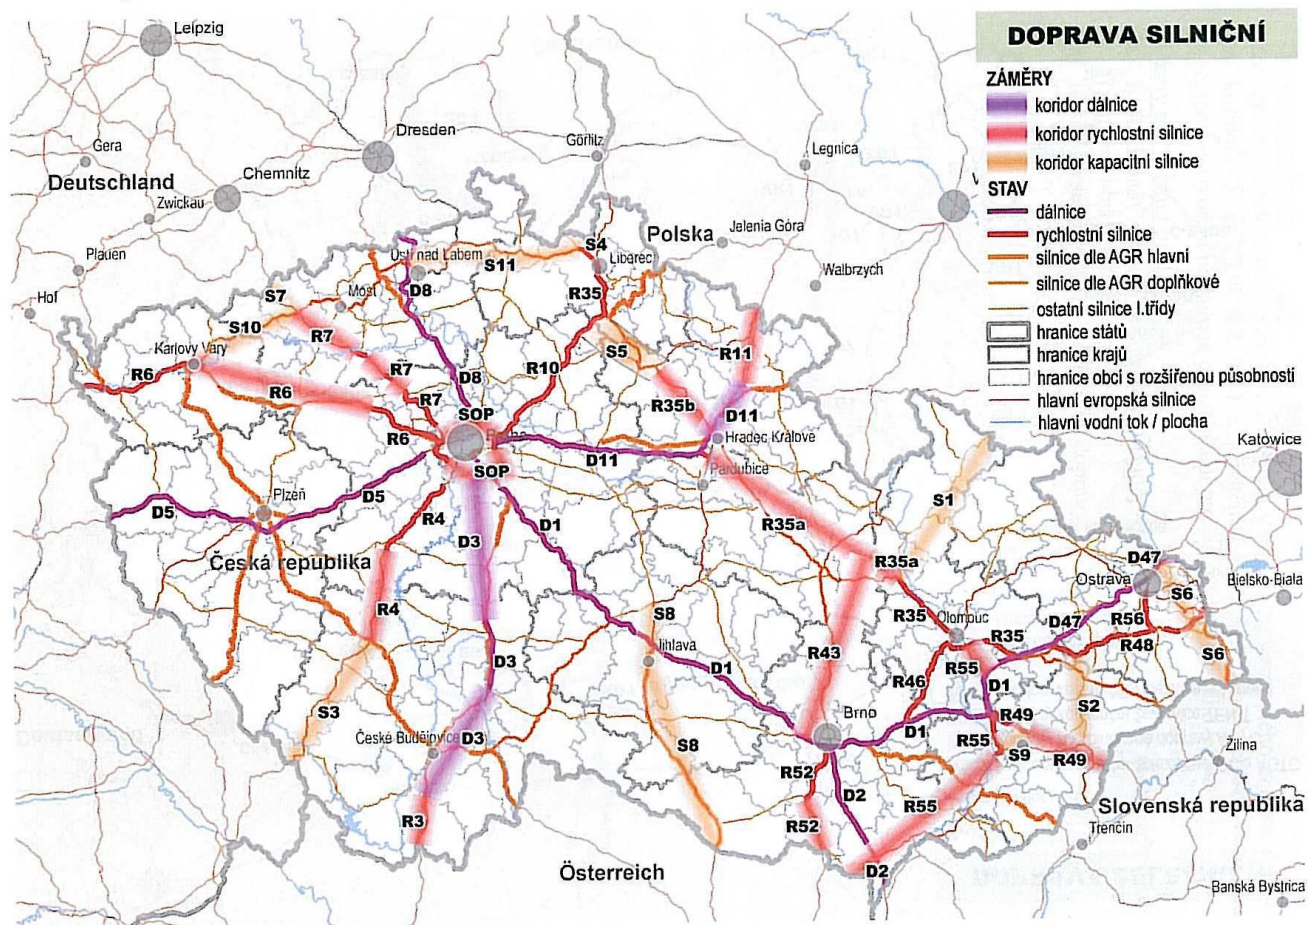 DOPRAVA SILNIČNÍ
ZÁMĚRY
koridor dálnice
koridor rychlostní silnice
koridor kapacitní silnice
STAV
dálnice
rychlostní silnice
silnice dle AGR hlavní
silnice dle AGR doplňkové
ostatní silnice I.třídy
hranice států
hranice krajů
hranice obcí s rozšířenou působností
hlavní evropská silnice
hlavní vodní tok / plocha
Leipzig
Dresden
Görlitz
Gera
Legnica
Deutschland
Chemnitz
Zwickau
Polska
Jelenia Góra
Plauen
Ústí nad Labem
S4
Liberec
S11
Walbrzych
Hof
D8
R35
S7
Most
S10
R7
R11
Karlovy Vary
S5
R7
R10
R6
D8
R6
R7
R35b
SOP
D11
R6
Hradec Králové
Katowice
D11
SOP
Pardubice
D5
Plzeň
S1
D5
R4
D1
R35a
D3
Česká republika
R35a
D47
Ostrava
Bielsko-Biala
R4
S8
R35
S6
R56
Olomouc
D47
R35
R48
Jihlava
R43
D3
D1
R55
S6
R46
D1
S2
S3
Brno
R49
České Budějovice
D3
S8
D1
R55
S9
R49
Žilina
R52
D2
R55
Slovenská republika
R3
R52
Trenčín
Österreich
D2
Banská Bystrica